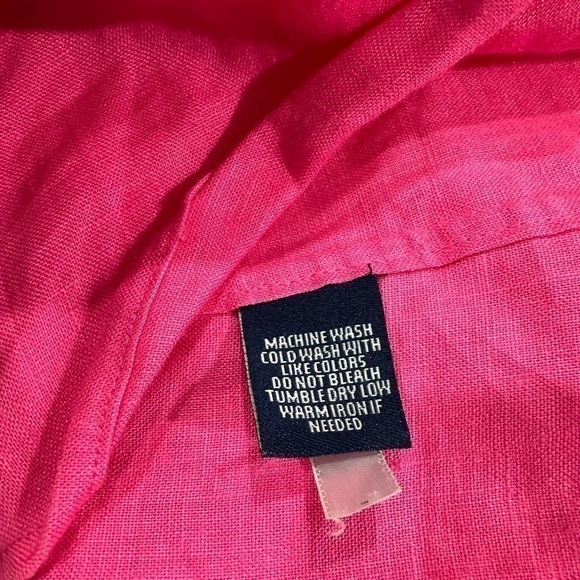 MACHINE WASH
COLD WASH WITH
LIKE COLORS
DO NOT BLEACH
TUMBLE DRY LOW
WARM IRON IF
NEEDED